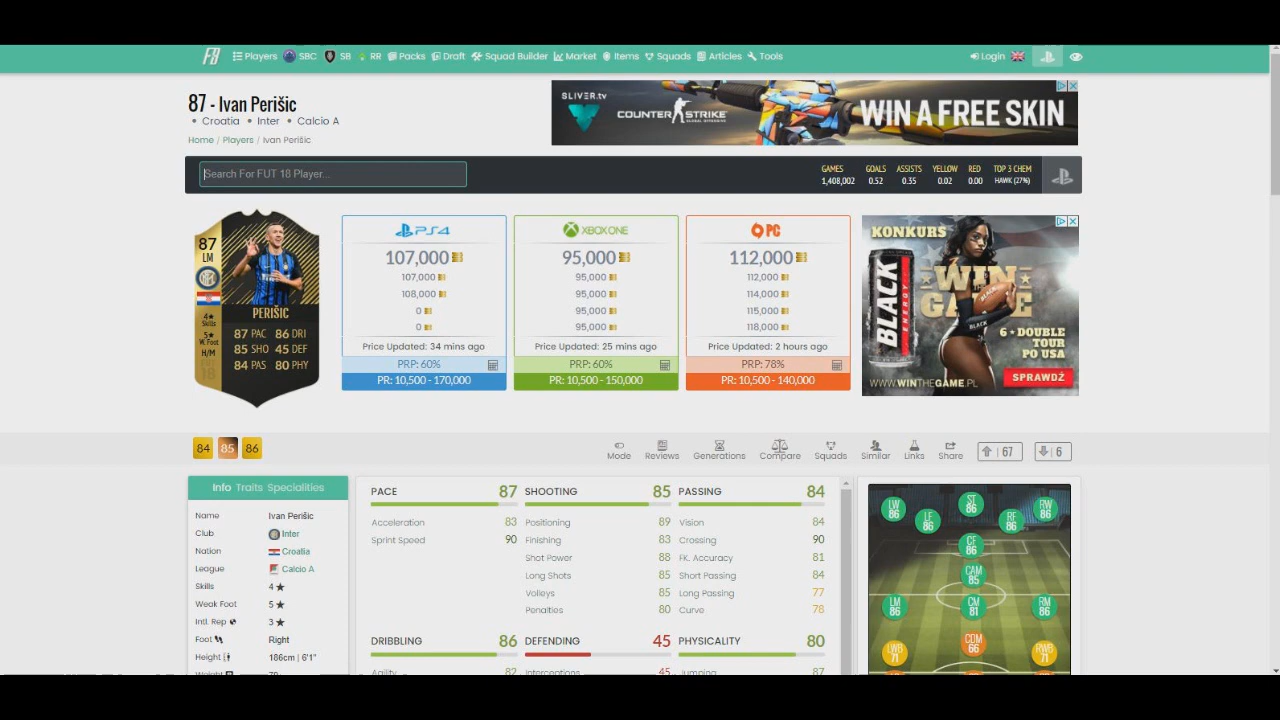 Players SBC SB RR Packs Draft Squad Builder Market Items Squads Articles Tools Login
87 - Ivan Perišic
• Croatia • Inter • Calcio A
Home / Players / Ivan Perišic
SLIVER.tv
COUNTER STRIKE
WIN A FREE SKIN
Search For FUT 18 Player...
GAMES GOALS ASSISTS YELLOW RED TOP 3 CHEM
1,408,002 0.52 0.35 0.02 0.00 HAWK (27%)
87
LM
4★
Skills
5★
W. Foot
H/M
PERIŠIC
87 PAC 86 DRI
85 SHO 45 DEF
84 PAS 80 PHY
PS4
107,000
107,000
108,000
0
0
Price Updated: 34 mins ago
PRP: 60%
PR: 10,500 - 170,000
XBOX ONE
95,000
95,000
95,000
95,000
95,000
Price Updated: 25 mins ago
PRP: 60%
PR: 10,500 - 150,000
PC
112,000
112,000
114,000
115,000
118,000
Price Updated: 2 hours ago
PRP: 78%
PR: 10,500 - 140,000
KONKURS
WIN
GAME
BLACK
6 × DOUBLE
TOUR
PO USA
WWW.WINTHEGAME.PL
SPRAWDŹ
84 85 86
Mode Reviews Generations Compare Squads Similar Links Share 67 6
Info Traits Specialities
Name Ivan Perišic
Club Inter
Nation Croatia
League Calcio A
Skills 4★
Weak Foot 5★
Intl. Rep 3★
Foot Right
Height 186cm | 6'1"
PACE 87
Acceleration 83
Sprint Speed 90
SHOOTING 85
Positioning 89
Finishing 83
Shot Power 88
Long Shots 85
Volleys 85
Penalties 80
PASSING 84
Vision 84
Crossing 90
FK. Accuracy 81
Short Passing 84
Long Passing 77
Curve 78
DRIBBLING 86
Agility 82
DEFENDING 45
Interceptions 45
PHYSICALITY 80
Jumping 87
LW 86
LF 86
ST 86
RF 86
RW 86
CF 86
CAM 85
LM 86
CM 81
RM 86
LWB 71
CDM 66
RWB 71